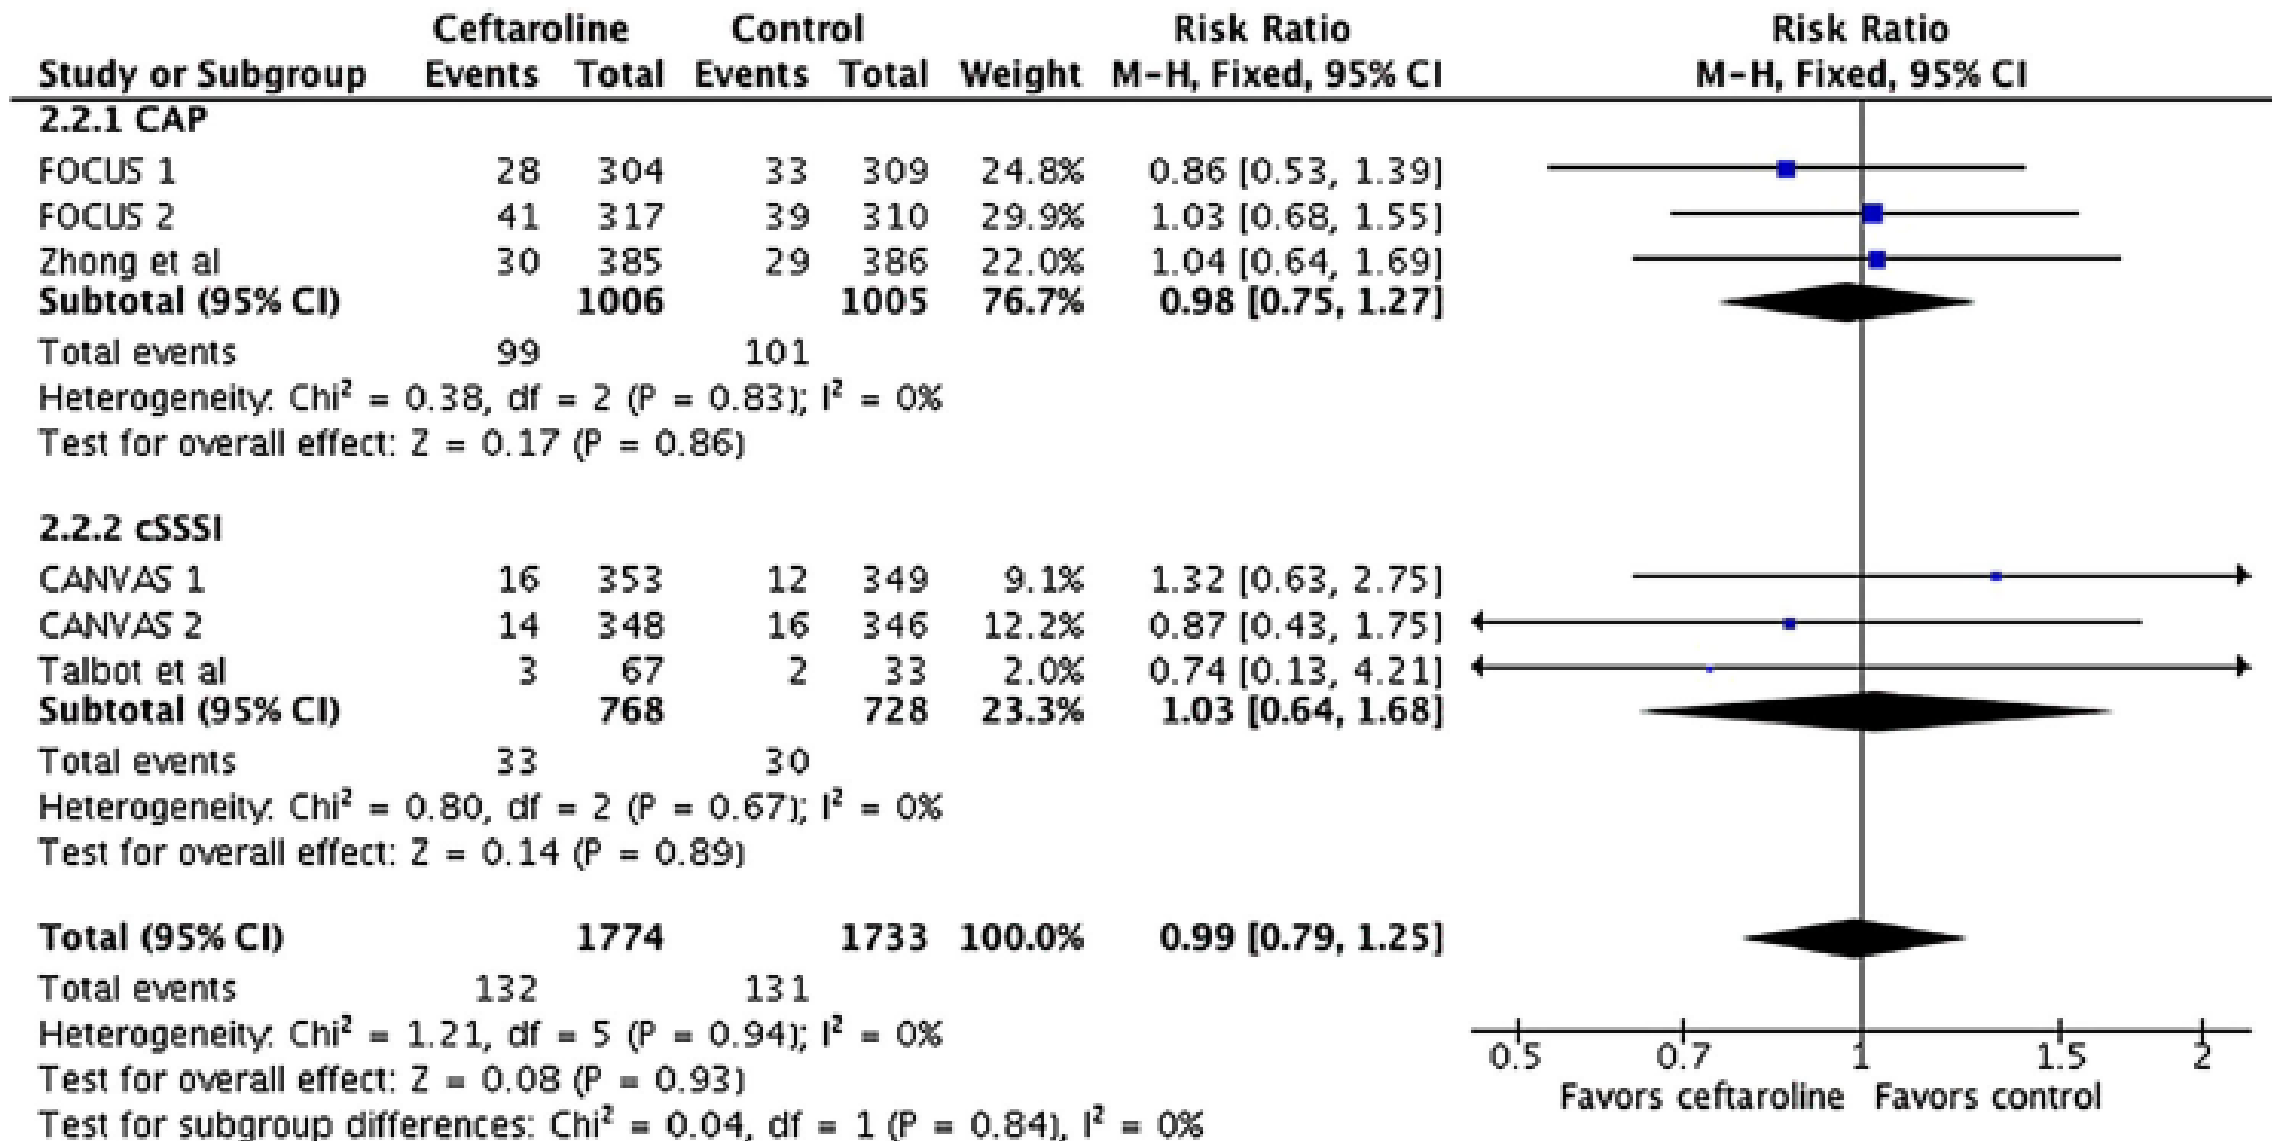 Ceftaroline Control Risk Ratio Risk Ratio
Study or Subgroup Events Total Events Total Weight M-H, Fixed, 95% CI M-H, Fixed, 95% CI
2.2.1 CAP
FOCUS 1 28 304 33 309 24.8% 0.86 [0.53, 1.39]
FOCUS 2 41 317 39 310 29.9% 1.03 [0.68, 1.55]
Zhong et al 30 385 29 386 22.0% 1.04 [0.64, 1.69]
Subtotal (95% CI) 1006 1005 76.7% 0.98 [0.75, 1.27]
Total events 99 101
Heterogeneity: Chi² = 0.38, df = 2 (P = 0.83); I² = 0%
Test for overall effect: Z = 0.17 (P = 0.86)
2.2.2 cSSSI
CANVAS 1 16 353 12 349 9.1% 1.32 [0.63, 2.75]
CANVAS 2 14 348 16 346 12.2% 0.87 [0.43, 1.75]
Talbot et al 3 67 2 33 2.0% 0.74 [0.13, 4.21]
Subtotal (95% CI) 768 728 23.3% 1.03 [0.64, 1.68]
Total events 33 30
Heterogeneity: Chi² = 0.80, df = 2 (P = 0.67); I² = 0%
Test for overall effect: Z = 0.14 (P = 0.89)
Total (95% CI) 1774 1733 100.0% 0.99 [0.79, 1.25]
Total events 132 131
Heterogeneity: Chi² = 1.21, df = 5 (P = 0.94); I² = 0%
Test for overall effect: Z = 0.08 (P = 0.93)
Test for subgroup differences: Chi² = 0.04, df = 1 (P = 0.84), I² = 0%
0.5 0.7 1 1.5 2
Favors ceftaroline Favors control